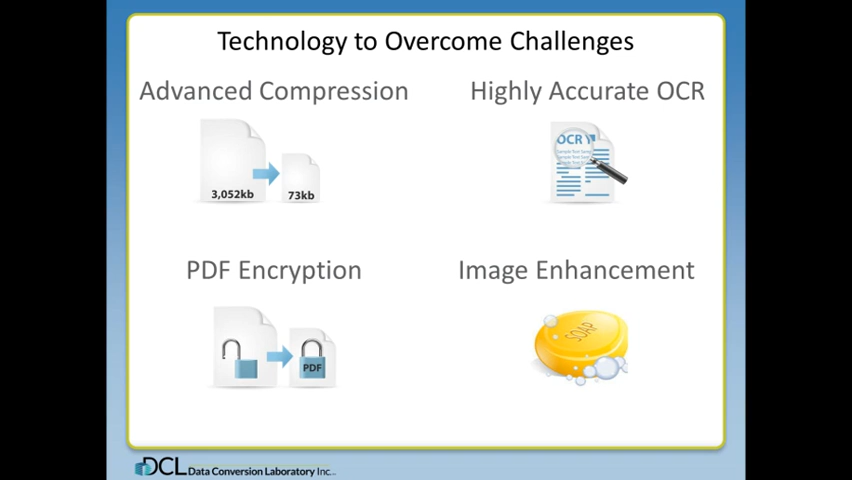 Technology to Overcome Challenges
Advanced Compression
Highly Accurate OCR
3,052kb
73kb
OCR
PDF Encryption
Image Enhancement
PDF
SOAP
DCL Data Conversion Laboratory Inc...